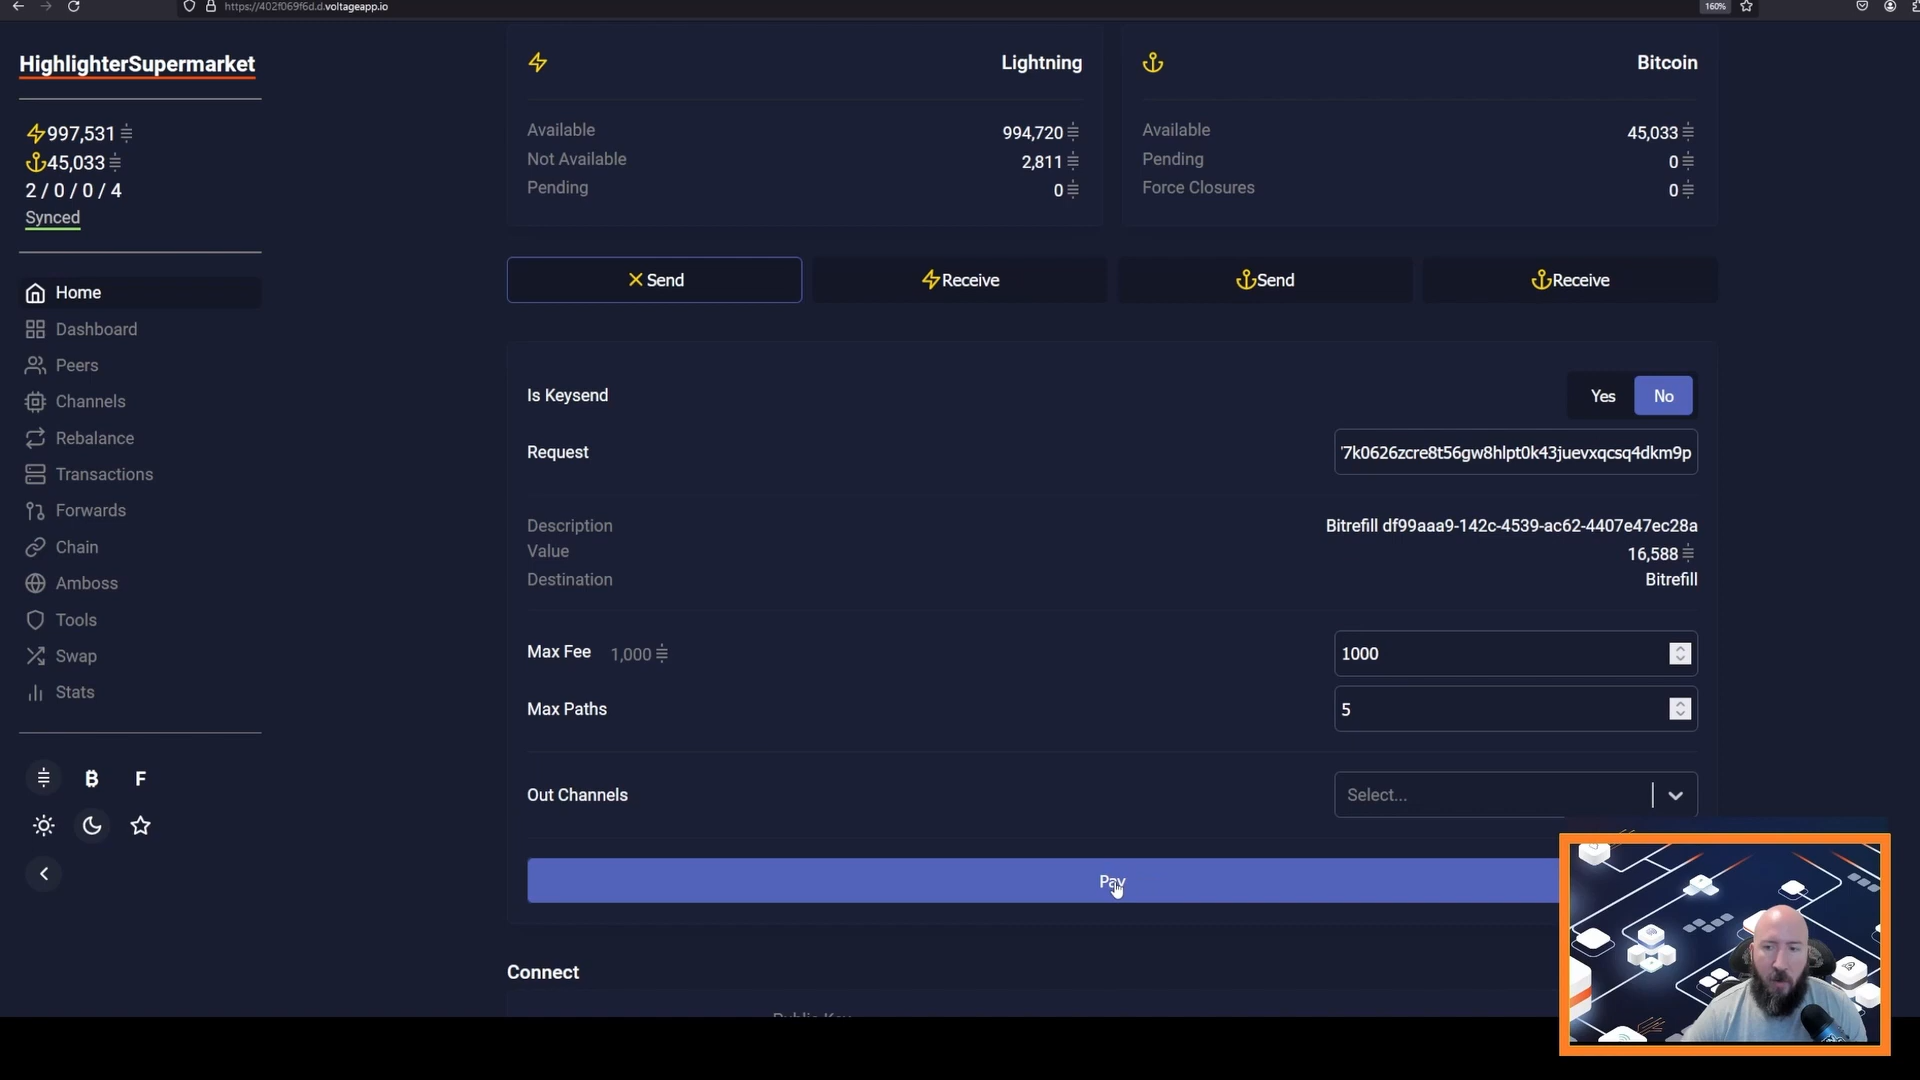 https://402f069f6d.d.voltageapp.io
160%
HighlighterSupermarket
997,531
45,033
2 / 0 / 0 / 4
Synced
Home
Dashboard
Peers
Channels
Rebalance
Transactions
Forwards
Chain
Amboss
Tools
Swap
Stats
₿ F
Lightning
Available 994,720
Not Available 2,811
Pending 0
Bitcoin
Available 45,033
Pending 0
Force Closures 0
Send Receive Send Receive
Is Keysend Yes No
Request 7k0626zcre8t56gw8hlpt0k43juevxqcsq4dkm9p
Description Bitrefill df99aaa9-142c-4539-ac62-4407e47ec28a
Value 16,588
Destination Bitrefill
Max Fee 1,000 1000
Max Paths 5
Out Channels Select...
Pay
Connect
Public Key